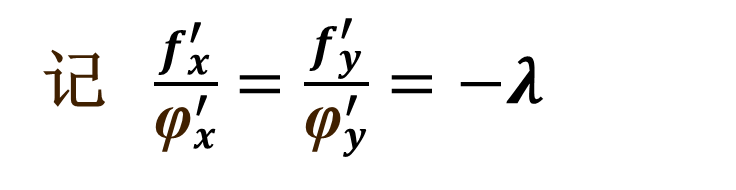 记 f′x/φ′x = f′y/φ′y = −λ